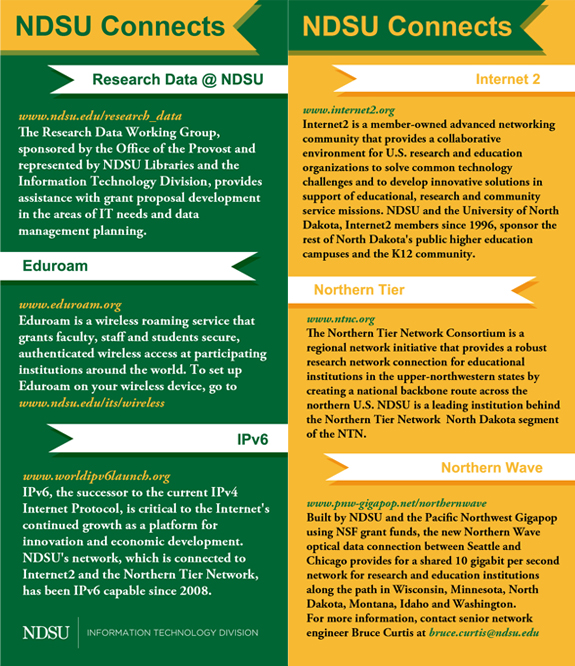 NDSU Connects
Research Data @ NDSU
www.ndsu.edu/research_data
The Research Data Working Group,
sponsored by the Office of the Provost and
represented by NDSU Libraries and the
Information Technology Division, provides
assistance with grant proposal development
in the areas of IT needs and data
management planning.
Eduroam
www.eduroam.org
Eduroam is a wireless roaming service that
grants faculty, staff and students secure,
authenticated wireless access at participating
institutions around the world. To set up
Eduroam on your wireless device, go to
www.ndsu.edu/its/wireless
IPv6
www.worldipv6launch.org
IPv6, the successor to the current IPv4
Internet Protocol, is critical to the Internet's
continued growth as a platform for
innovation and economic development.
NDSU's network, which is connected to
Internet2 and the Northern Tier Network,
has been IPv6 capable since 2008.
NDSU INFORMATION TECHNOLOGY DIVISION
NDSU Connects
Internet 2
www.internet2.org
Internet2 is a member-owned advanced networking
community that provides a collaborative
environment for U.S. research and education
organizations to solve common technology
challenges and to develop innovative solutions in
support of educational, research and community
service missions. NDSU and the University of North
Dakota, Internet2 members since 1996, sponsor the
rest of North Dakota's public higher education
campuses and the K12 community.
Northern Tier
www.ntnc.org
The Northern Tier Network Consortium is a
regional network initiative that provides a robust
research network connection for educational
institutions in the upper-northwestern states by
creating a national backbone route across the
northern U.S. NDSU is a leading institution behind
the Northern Tier Network North Dakota segment
of the NTN.
Northern Wave
www.pnw-gigapop.net/northernwave
Built by NDSU and the Pacific Northwest Gigapop
using NSF grant funds, the new Northern Wave
optical data connection between Seattle and
Chicago provides for a shared 10 gigabit per second
network for research and education institutions
along the path in Wisconsin, Minnesota, North
Dakota, Montana, Idaho and Washington.
For more information, contact senior network
engineer Bruce Curtis at bruce.curtis@ndsu.edu